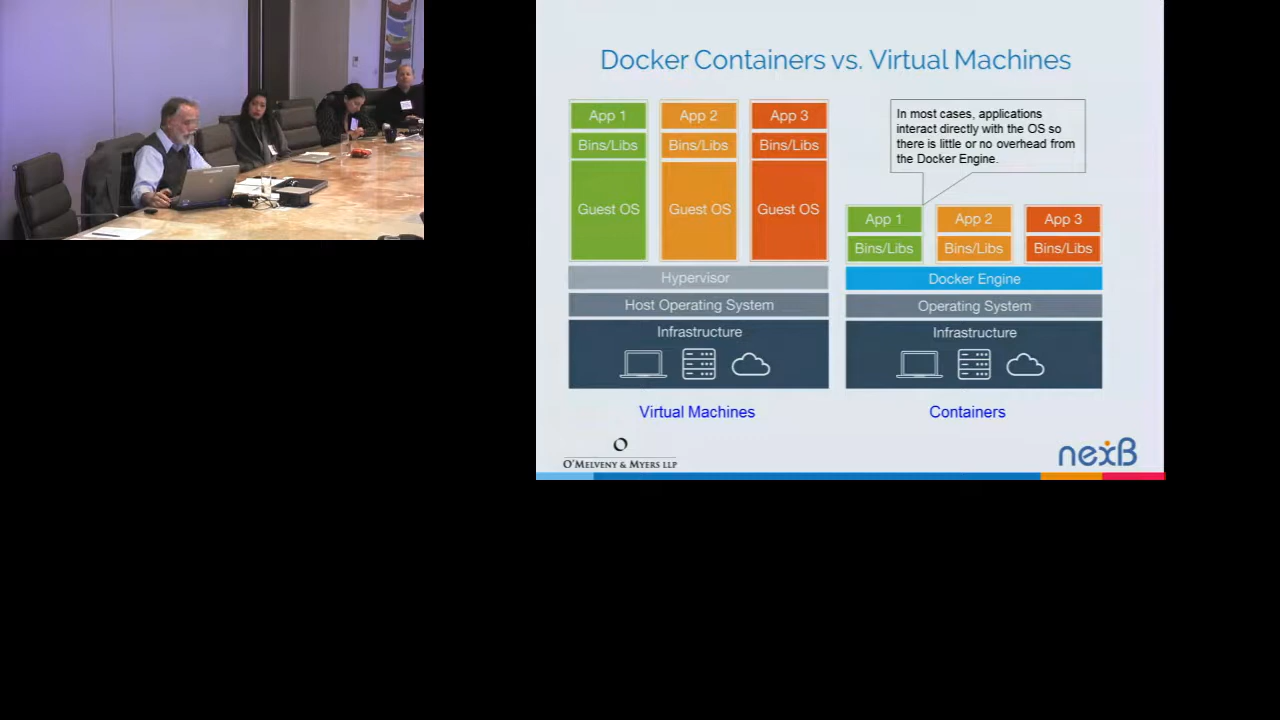 Docker Containers vs. Virtual Machines
App 1
App 2
App 3
Bins/Libs
Bins/Libs
Bins/Libs
Guest OS
Guest OS
Guest OS
Hypervisor
Host Operating System
Infrastructure
Virtual Machines
In most cases, applications
interact directly with the OS so
there is little or no overhead from
the Docker Engine.
App 1
App 2
App 3
Bins/Libs
Bins/Libs
Bins/Libs
Docker Engine
Operating System
Infrastructure
Containers
O'MELVENY & MYERS LLP
nexB